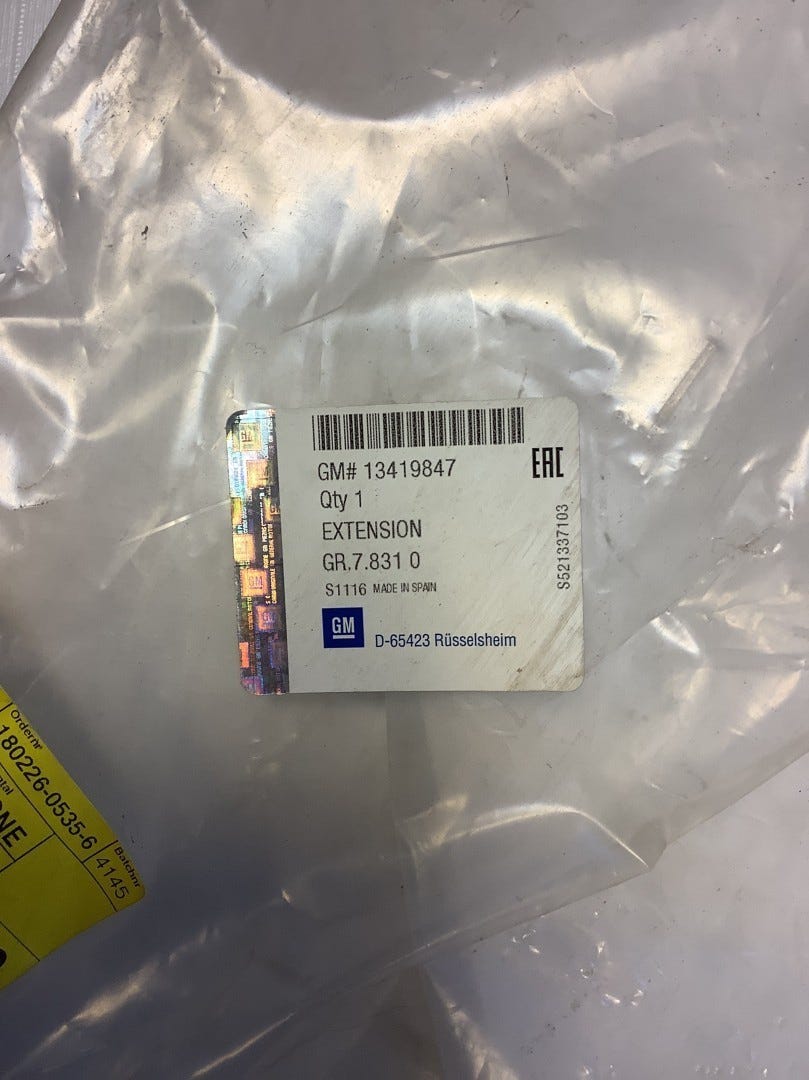 GM# 13419847
EAC
Qty 1
EXTENSION
GR.7.831 0
S1116 MADE IN SPAIN
S521337103
GM
D-65423 Rüsselsheim
GM
Ordernr
180226-0535-6
Batchnr
4145